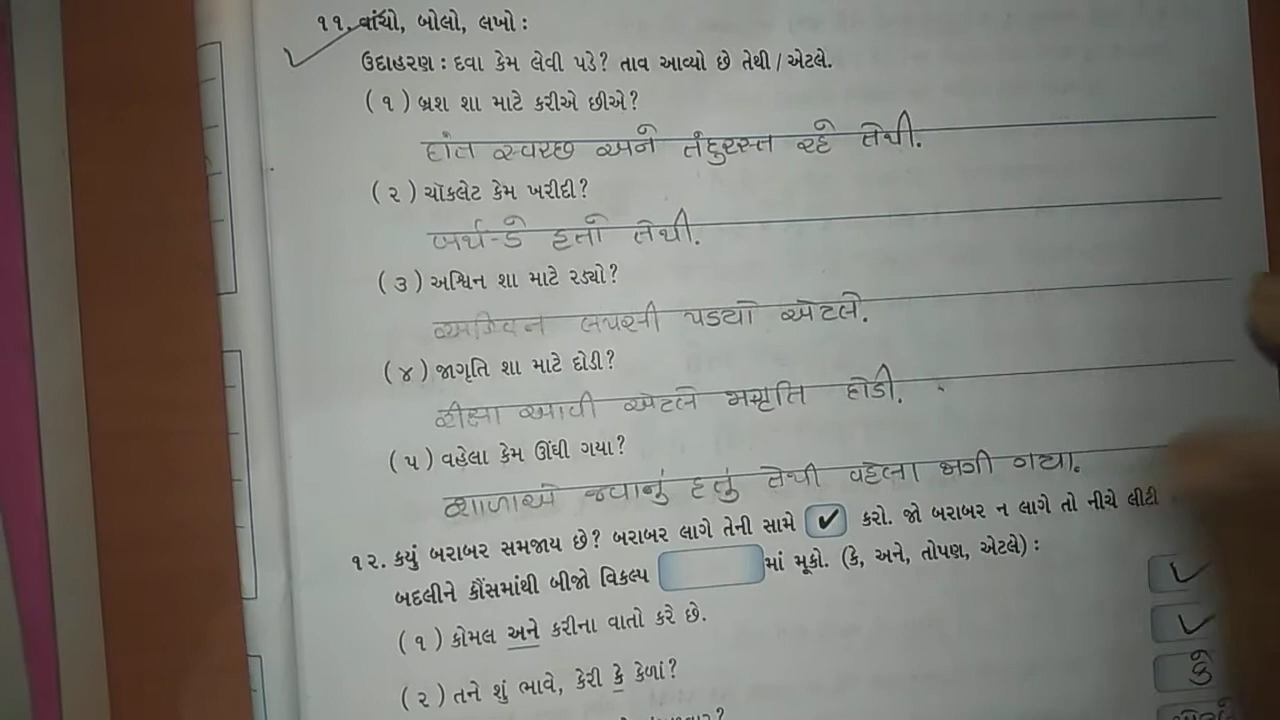 ૧૧. વાંચો, બોલો, લખો :
ઉદાહરણ : દવા કેમ લેવી પડે? તાવ આવ્યો છે તેથી / એટલે.
(૧) બ્રશ શા માટે કરીએ છીએ?
દાંત સ્વચ્છ અને તંદુરસ્ત રહે તેથી.
(૨) ચૉકલેટ કેમ ખરીદી?
બર્થ-ડે હતો તેથી.
(૩) અશ્વિન શા માટે રડ્યો?
અશ્વિન લપસી પડ્યો એટલે.
(૪) જાગૃતિ શા માટે દોડી?
રીક્ષા આવી એટલે જાગૃતિ દોડી.
(૫) વહેલા કેમ ઊંઘી ગયા?
શાળાએ જવાનું હતું તેથી વહેલા ગયા.
૧૨. કયું બરાબર સમજાય છે? બરાબર લાગે તેની સામે ✓ કરો. જો બરાબર ન લાગે તો નીચે લીટી
બદલીને કૌંસમાંથી બીજો વિકલ્પ માં મૂકો. (કે, અને, તોપણ, એટલે) :
✓
(૧) કોમલ અને કરીના વાતો કરે છે.
✓
(૨) તને શું ભાવે, કેરી કે કેળાં?
કે